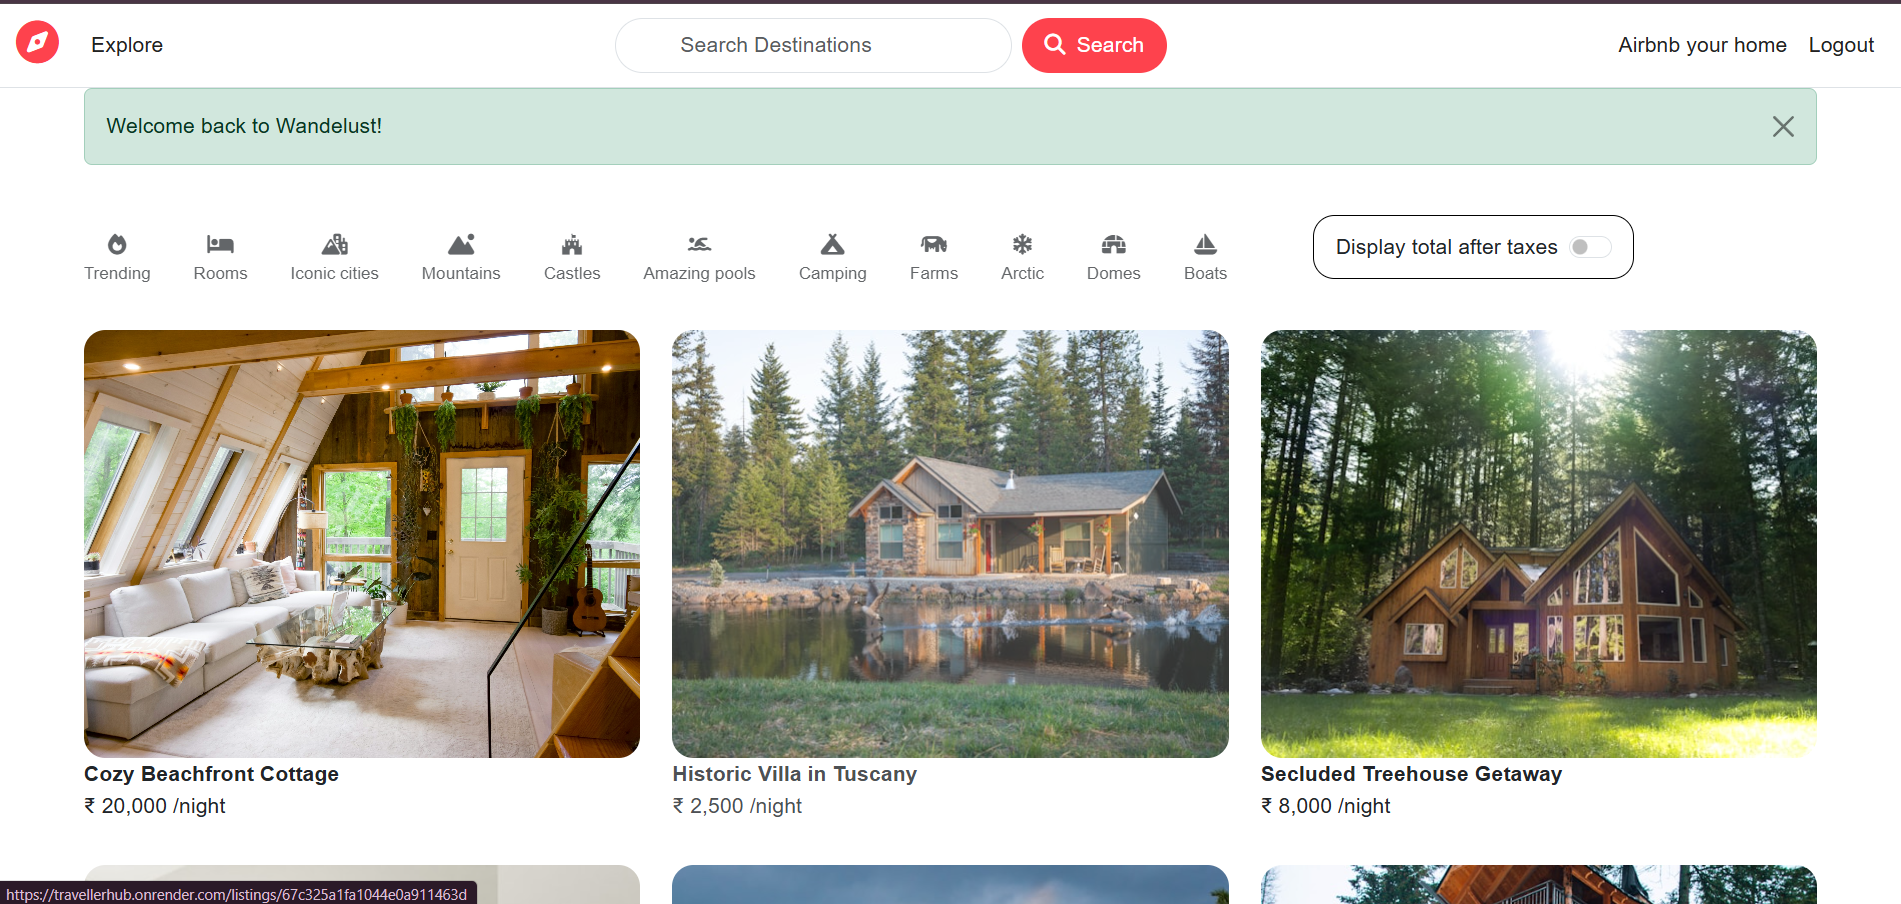 Explore
Search Destinations
Search
Airbnb your home
Logout
Welcome back to Wandelust!
Trending
Rooms
Iconic cities
Mountains
Castles
Amazing pools
Camping
Farms
Arctic
Domes
Boats
Display total after taxes
Cozy Beachfront Cottage
₹ 20,000 /night
Historic Villa in Tuscany
₹ 2,500 /night
Secluded Treehouse Getaway
₹ 8,000 /night
https://travellerhub.onrender.com/listings/67c325a1fa1044e0a911463d